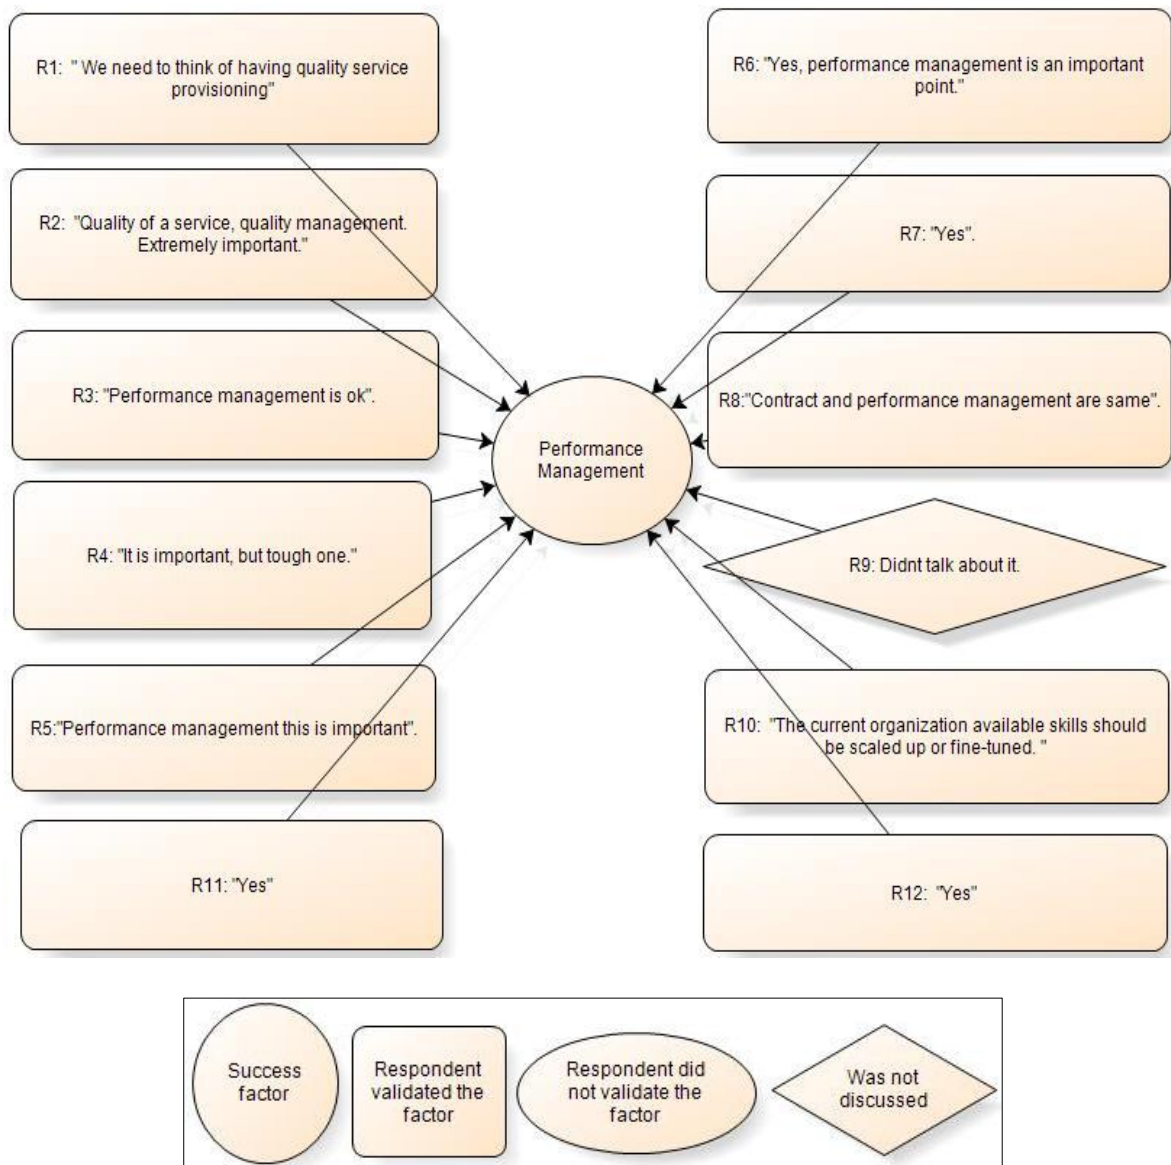 R1: " We need to think of having quality service
provisioning"
R2: "Quality of a service, quality management.
Extremely important."
R3: "Performance management is ok".
R4: "It is important, but tough one."
R5:"Performance management this is important".
R11: "Yes"
Performance
Management
R6: "Yes, performance management is an important
point."
R7: "Yes".
R8:"Contract and performance management are same".
R9: Didnt talk about it.
R10: "The current organization available skills should
be scaled up or fine-tuned. "
R12: "Yes"
Success
factor
Respondent
validated the
factor
Respondent did
not validate the
factor
Was not
discussed